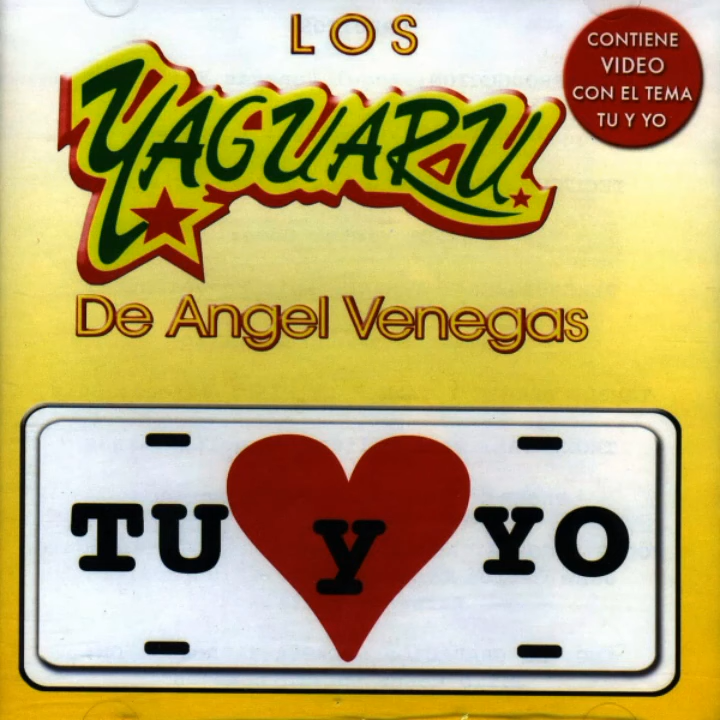 LOS
YAGUARU
De Angel Venegas
CONTIENE
VIDEO
CON EL TEMA
TU Y YO
TU y YO